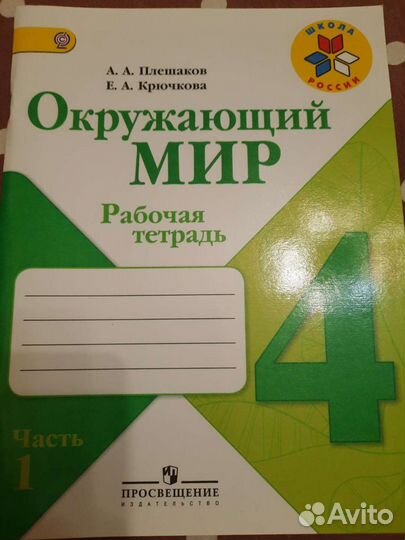 ШКОЛА
РОССИИ
А. А. Плешаков
Е. А. Крючкова
Окружающий
МИР
Рабочая
тетрадь
4
Часть
1
ПРОСВЕЩЕНИЕ
ИЗДАТЕЛЬСТВО
Avito